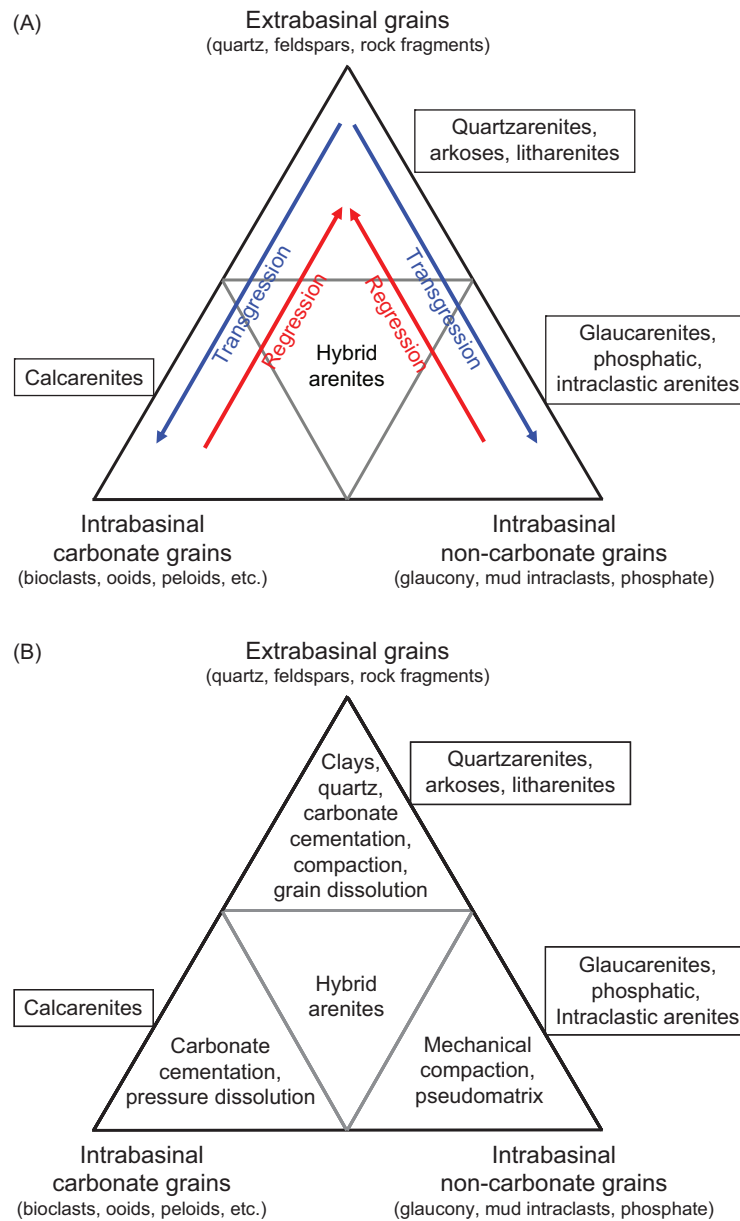 (A)
Extrabasinal grains
(quartz, feldspars, rock fragments)
Quartzarenites,
arkoses, litharenites
Transgression
Regression
Regression
Transgression
Hybrid
arenites
Calcarenites
Glaucarenites,
phosphatic,
intraclastic arenites
Intrabasinal
carbonate grains
(bioclasts, ooids, peloids, etc.)
Intrabasinal
non-carbonate grains
(glaucony, mud intraclasts, phosphate)
(B)
Extrabasinal grains
(quartz, feldspars, rock fragments)
Quartzarenites,
arkoses, litharenites
Clays,
quartz,
carbonate
cementation,
compaction,
grain dissolution
Hybrid
arenites
Calcarenites
Glaucarenites,
phosphatic,
Intraclastic arenites
Carbonate
cementation,
pressure dissolution
Mechanical
compaction,
pseudomatrix
Intrabasinal
carbonate grains
(bioclasts, ooids, peloids, etc.)
Intrabasinal
non-carbonate grains
(glaucony, mud intraclasts, phosphate)